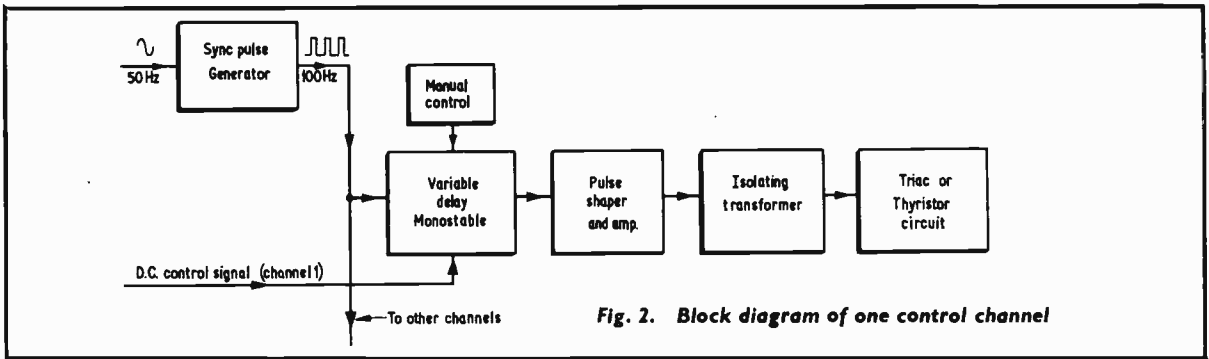 50Hz
Sync pulse
Generator
100Hz
Manual
control
Variable
delay
Monostable
Pulse
shaper
and amp.
Isolating
transformer
Triac or
Thyristor
circuit
D.C. control signal (channel 1)
To other channels
Fig. 2. Block diagram of one control channel